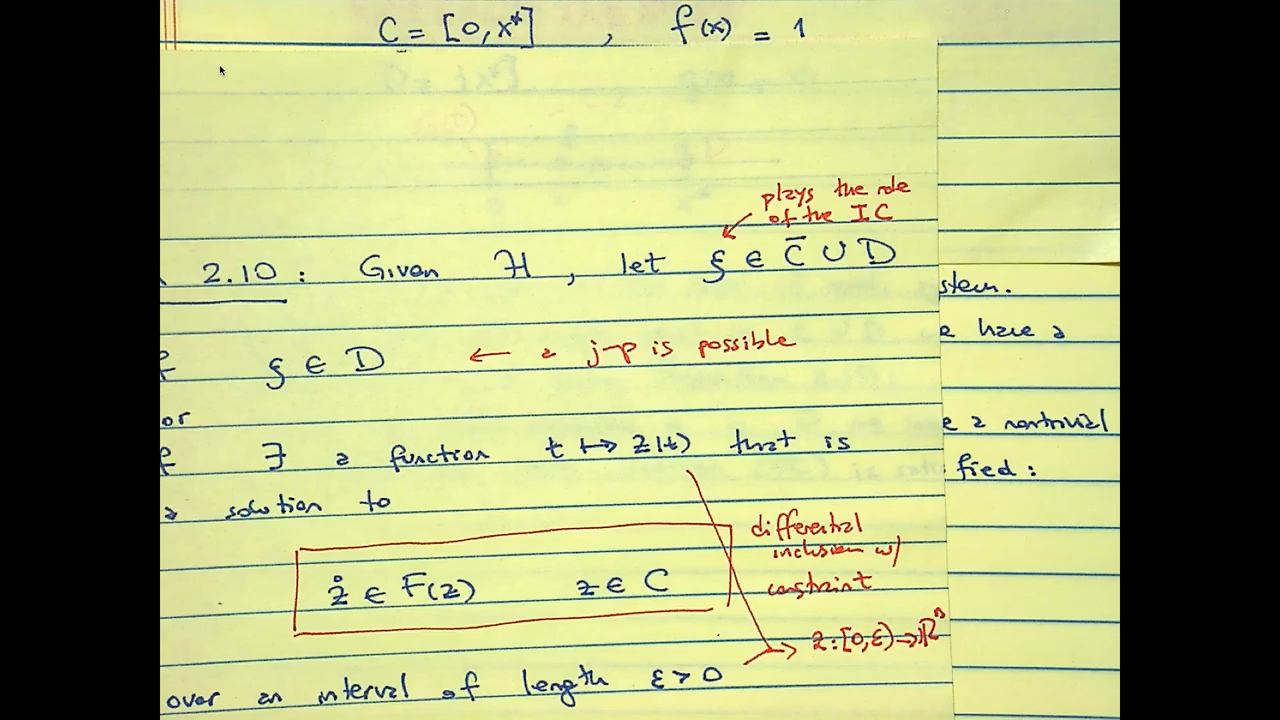 C = [0, x*] , f(x) = 1
plays the role
of the IC
2.10 : Given H , let ξ ∈ C̄ ∪ D
stem.
ξ ∈ D ← a j-p is possible
e have a
or
∃ a function t ↦ z(t) that is
e a nontrivial
a solution to
fied :
differential
inclusion w/
constraint
ż ∈ F(z) z ∈ C
z : [0,ε) → ℝⁿ
over an interval of length ε > 0